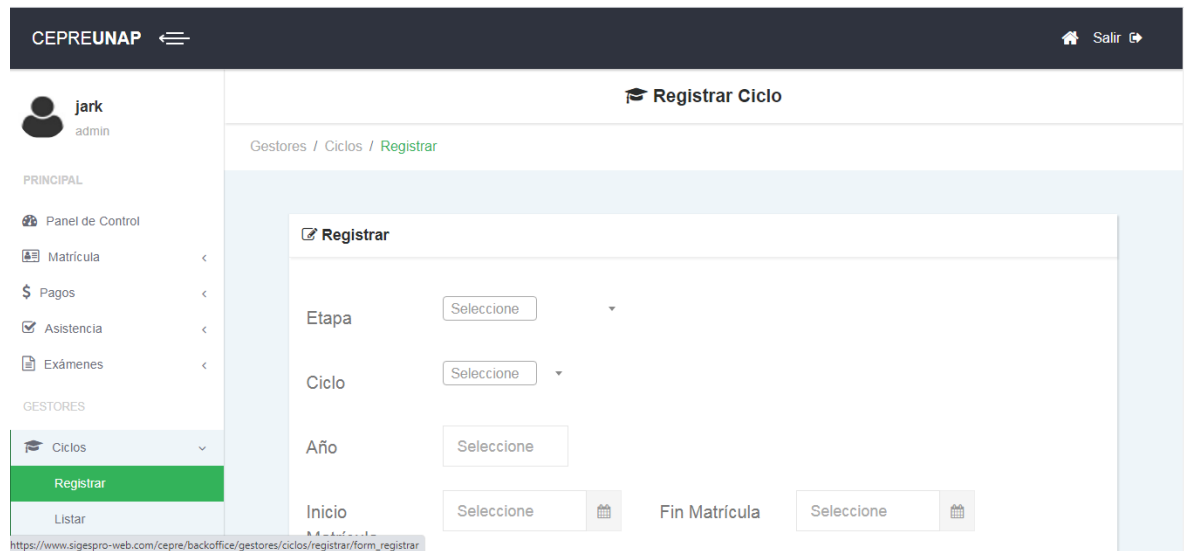 CEPREUNAP
Salir
jark
admin
Registrar Ciclo
Gestores / Ciclos / Registrar
PRINCIPAL
Panel de Control
Matrícula
Pagos
Asistencia
Exámenes
GESTORES
Ciclos
Registrar
Listar
Registrar
Etapa Seleccione
Ciclo Seleccione
Año Seleccione
Inicio Seleccione Fin Matrícula Seleccione
Matrícula
https://www.sigespro-web.com/cepre/backoffice/gestores/ciclos/registrar/form_registrar